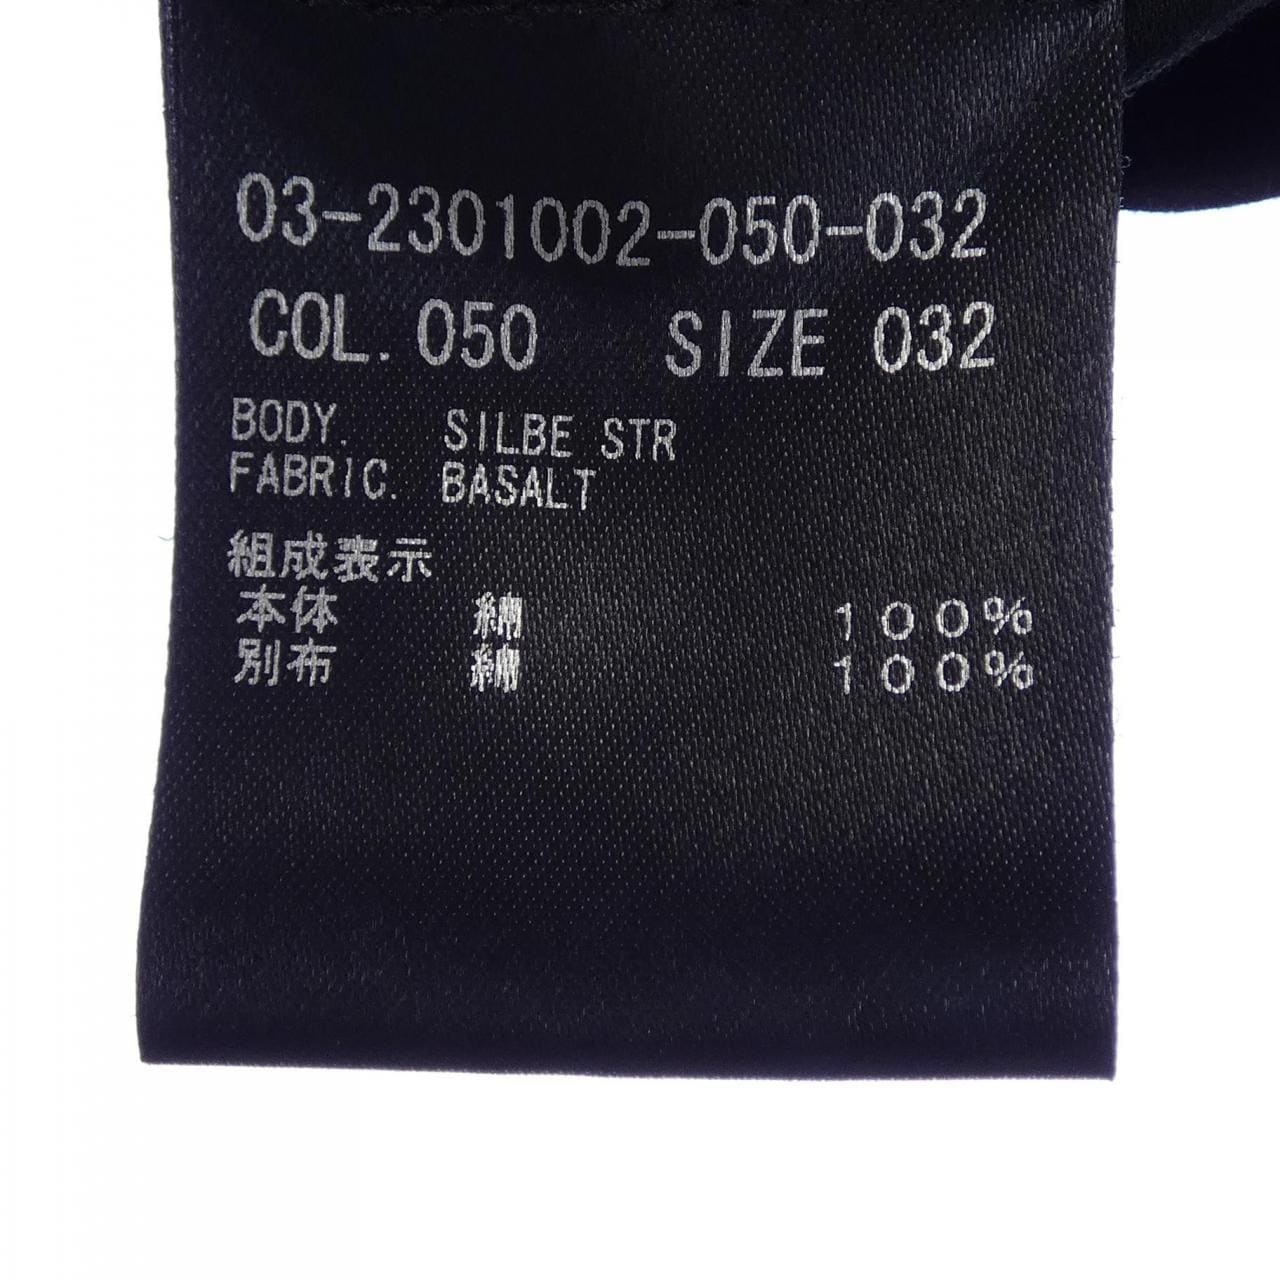 03-2301002-050-032
COL. 050 SIZE 032
BODY. SILBE STR
FABRIC. BASALT
組成表示
本体 綿 100%
別布 綿 100%